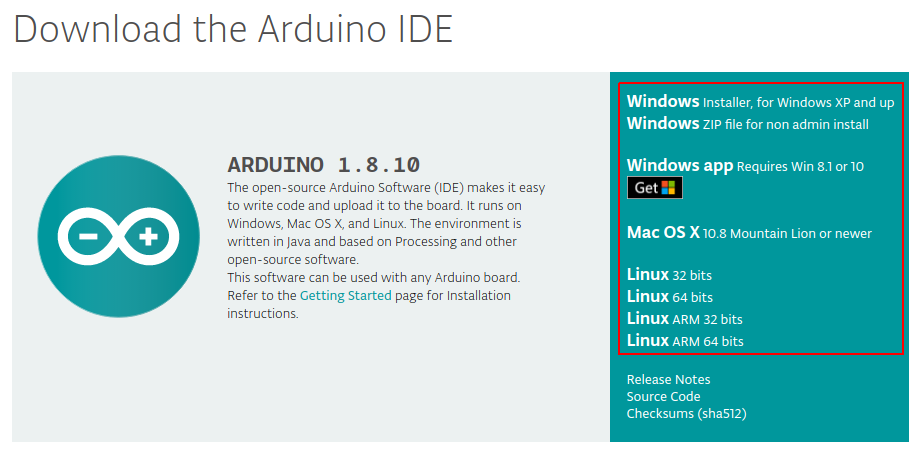 Download the Arduino IDE
ARDUINO 1.8.10
The open-source Arduino Software (IDE) makes it easy
to write code and upload it to the board. It runs on
Windows, Mac OS X, and Linux. The environment is
written in Java and based on Processing and other
open-source software.
This software can be used with any Arduino board.
Refer to the Getting Started page for Installation
instructions.
Windows Installer, for Windows XP and up
Windows ZIP file for non admin install
Windows app Requires Win 8.1 or 10
Get
Mac OS X 10.8 Mountain Lion or newer
Linux 32 bits
Linux 64 bits
Linux ARM 32 bits
Linux ARM 64 bits
Release Notes
Source Code
Checksums (sha512)